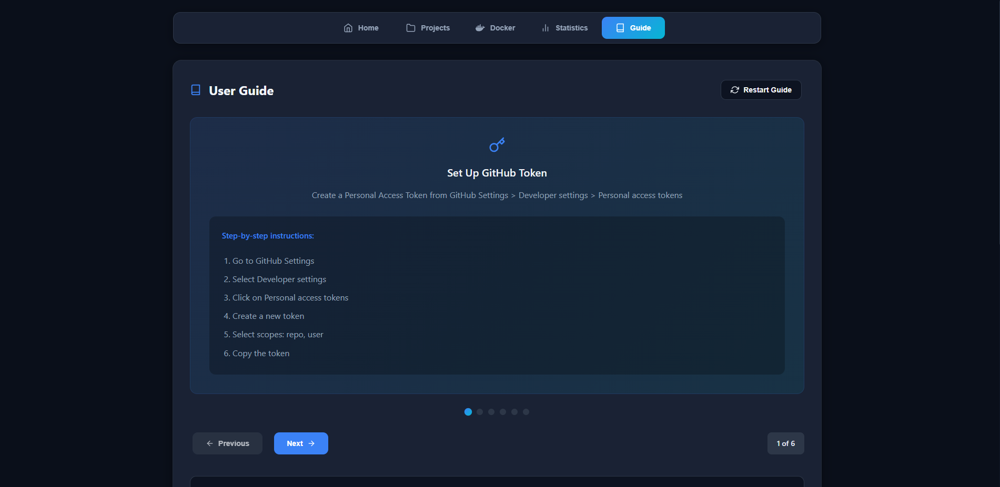 Home Projects Docker Statistics Guide
User Guide
Restart Guide
Set Up GitHub Token
Create a Personal Access Token from GitHub Settings > Developer settings > Personal access tokens
Step-by-step instructions:
1. Go to GitHub Settings
2. Select Developer settings
3. Click on Personal access tokens
4. Create a new token
5. Select scopes: repo, user
6. Copy the token
Previous Next 1 of 6